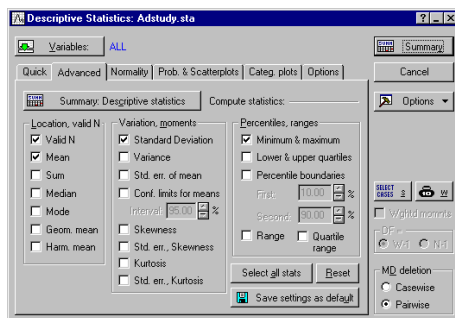 Descriptive Statistics: Adstudy.sta
Variables: ALL
Summary
Quick Advanced Normality Prob. & Scatterplots Categ. plots Options
Cancel
Summary: Descriptive statistics Compute statistics:
Options
Location, valid N
Valid N
Mean
Sum
Median
Mode
Geom. mean
Harm. mean
Variation, moments
Standard Deviation
Variance
Std. err. of mean
Conf. limits for means
Interval: 95.00 %
Skewness
Std. err., Skewness
Kurtosis
Std. err., Kurtosis
Percentiles, ranges
Minimum & maximum
Lower & upper quartiles
Percentile boundaries
First: 10.00 %
Second: 90.00 %
Range
Quartile
range
Select all stats Reset
Save settings as default
SELECT
CASES S W
Wghtd momnts
DF =
W-1 N-1
MD deletion
Casewise
Pairwise